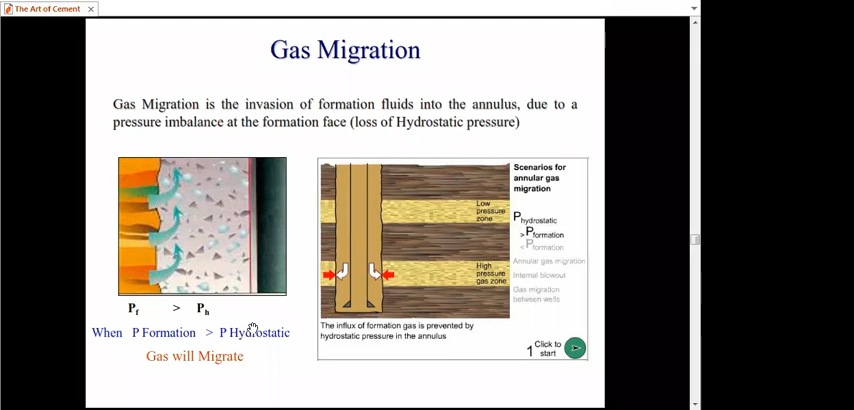 The Art of Cement
Gas Migration
Gas Migration is the invasion of formation fluids into the annulus, due to a
pressure imbalance at the formation face (loss of Hydrostatic pressure)
Pf > Ph
When P Formation > P Hydrostatic
Gas will Migrate
Low
pressure
zone
High
pressure
gas zone
The influx of formation gas is prevented by
hydrostatic pressure in the annulus
Scenarios for
annular gas
migration
Phydrostatic
>Pformation
<Pformation
Annular gas migration
Internal blowout
Gas migration
between wells
1 Click to
start